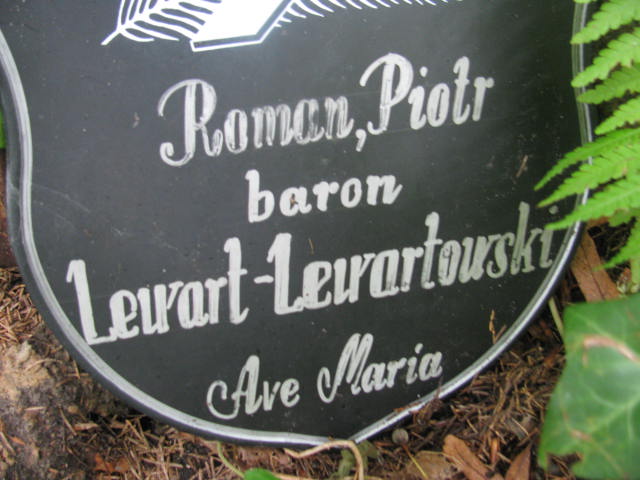 Roman, Piotr
baron
Lewart-Lewartowski
Ave Maria